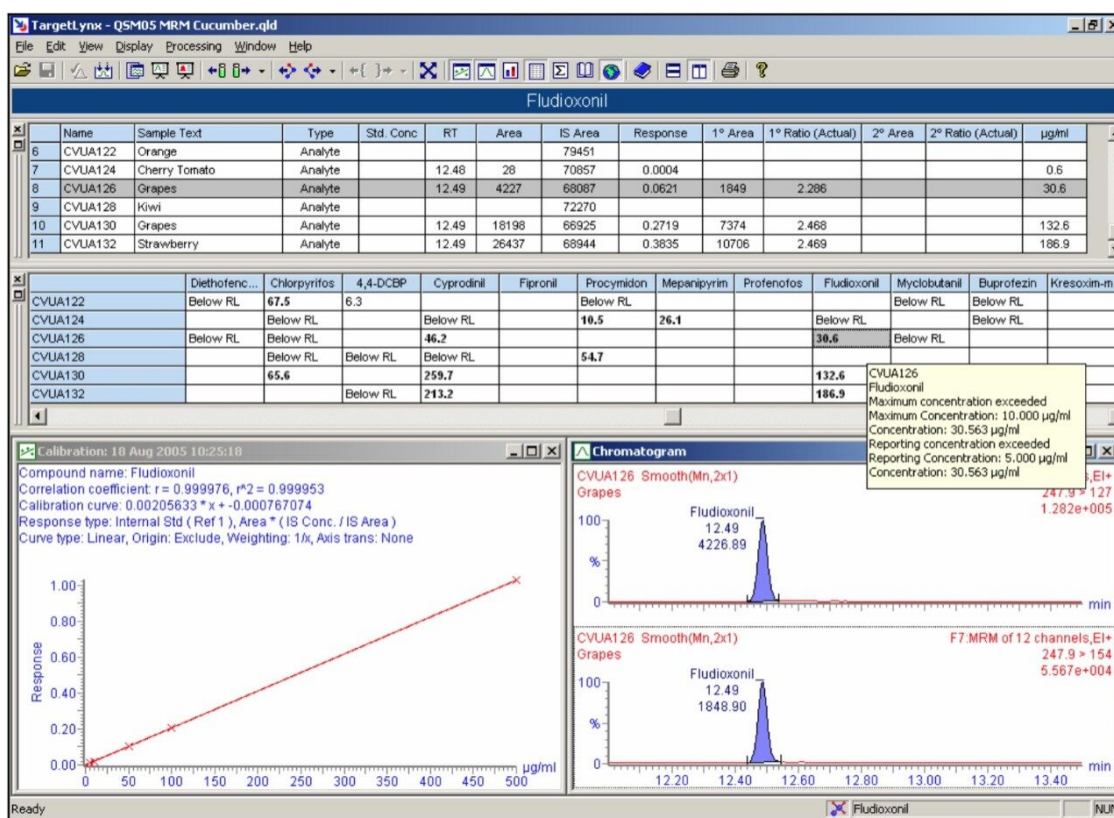 TargetLynx - QSM05 MRM Cucumber.qld
File Edit View Display Processing Window Help
Fludioxonil
Name Sample Text Type Std. Conc RT Area IS Area Response 1° Area 1° Ratio (Actual) 2° Area 2° Ratio (Actual) µg/ml
6 CVUA122 Orange Analyte 79451
7 CVUA124 Cherry Tomato Analyte 12.48 28 70857 0.0004 0.6
8 CVUA126 Grapes Analyte 12.49 4227 68087 0.0621 1849 2.286 30.6
9 CVUA128 Kiwi Analyte 72270
10 CVUA130 Grapes Analyte 12.49 18198 66925 0.2719 7374 2.468 132.6
11 CVUA132 Strawberry Analyte 12.49 26437 68944 0.3835 10706 2.469 186.9
Diethofenc... Chlorpyrifos 4,4-DCBP Cyprodinil Fipronil Procymidon Mepanipyrim Profenofos Fludioxonil Myclobutanil Buprofezin Kresoxim-m
CVUA122 Below RL 67.5 6.3 Below RL Below RL Below RL
CVUA124 Below RL Below RL 10.5 26.1 Below RL Below RL
CVUA126 Below RL Below RL 46.2 30.6 Below RL
CVUA128 Below RL Below RL Below RL 54.7
CVUA130 65.6 259.7 132.6
CVUA132 Below RL 213.2 186.9
CVUA126
Fludioxonil
Maximum concentration exceeded
Maximum Concentration: 10.000 µg/ml
Concentration: 30.563 µg/ml
Reporting concentration exceeded
Reporting Concentration: 5.000 µg/ml
Concentration: 30.563 µg/ml
Calibration: 18 Aug 2005 10:25:18
Compound name: Fludioxonil
Correlation coefficient: r = 0.999976, r^2 = 0.999953
Calibration curve: 0.00205633 * x + -0.000767074
Response type: Internal Std ( Ref 1 ), Area * ( IS Conc. / IS Area )
Curve type: Linear, Origin: Exclude, Weighting: 1/x, Axis trans: None
Response
1.00
0.80
0.60
0.40
0.20
0.00
0 50 100 150 200 250 300 350 400 450 500 µg/ml
Chromatogram
CVUA126 Smooth(Mn,2x1) s,EI+
Grapes 247.9 > 127
1.282e+005
Fludioxonil
12.49
4226.89
100
%
0
min
CVUA126 Smooth(Mn,2x1) F7:MRM of 12 channels,EI+
Grapes 247.9 > 154
5.567e+004
Fludioxonil
12.49
1848.90
100
%
0
12.20 12.40 12.60 12.80 13.00 13.20 13.40 min
Ready Fludioxonil NUM